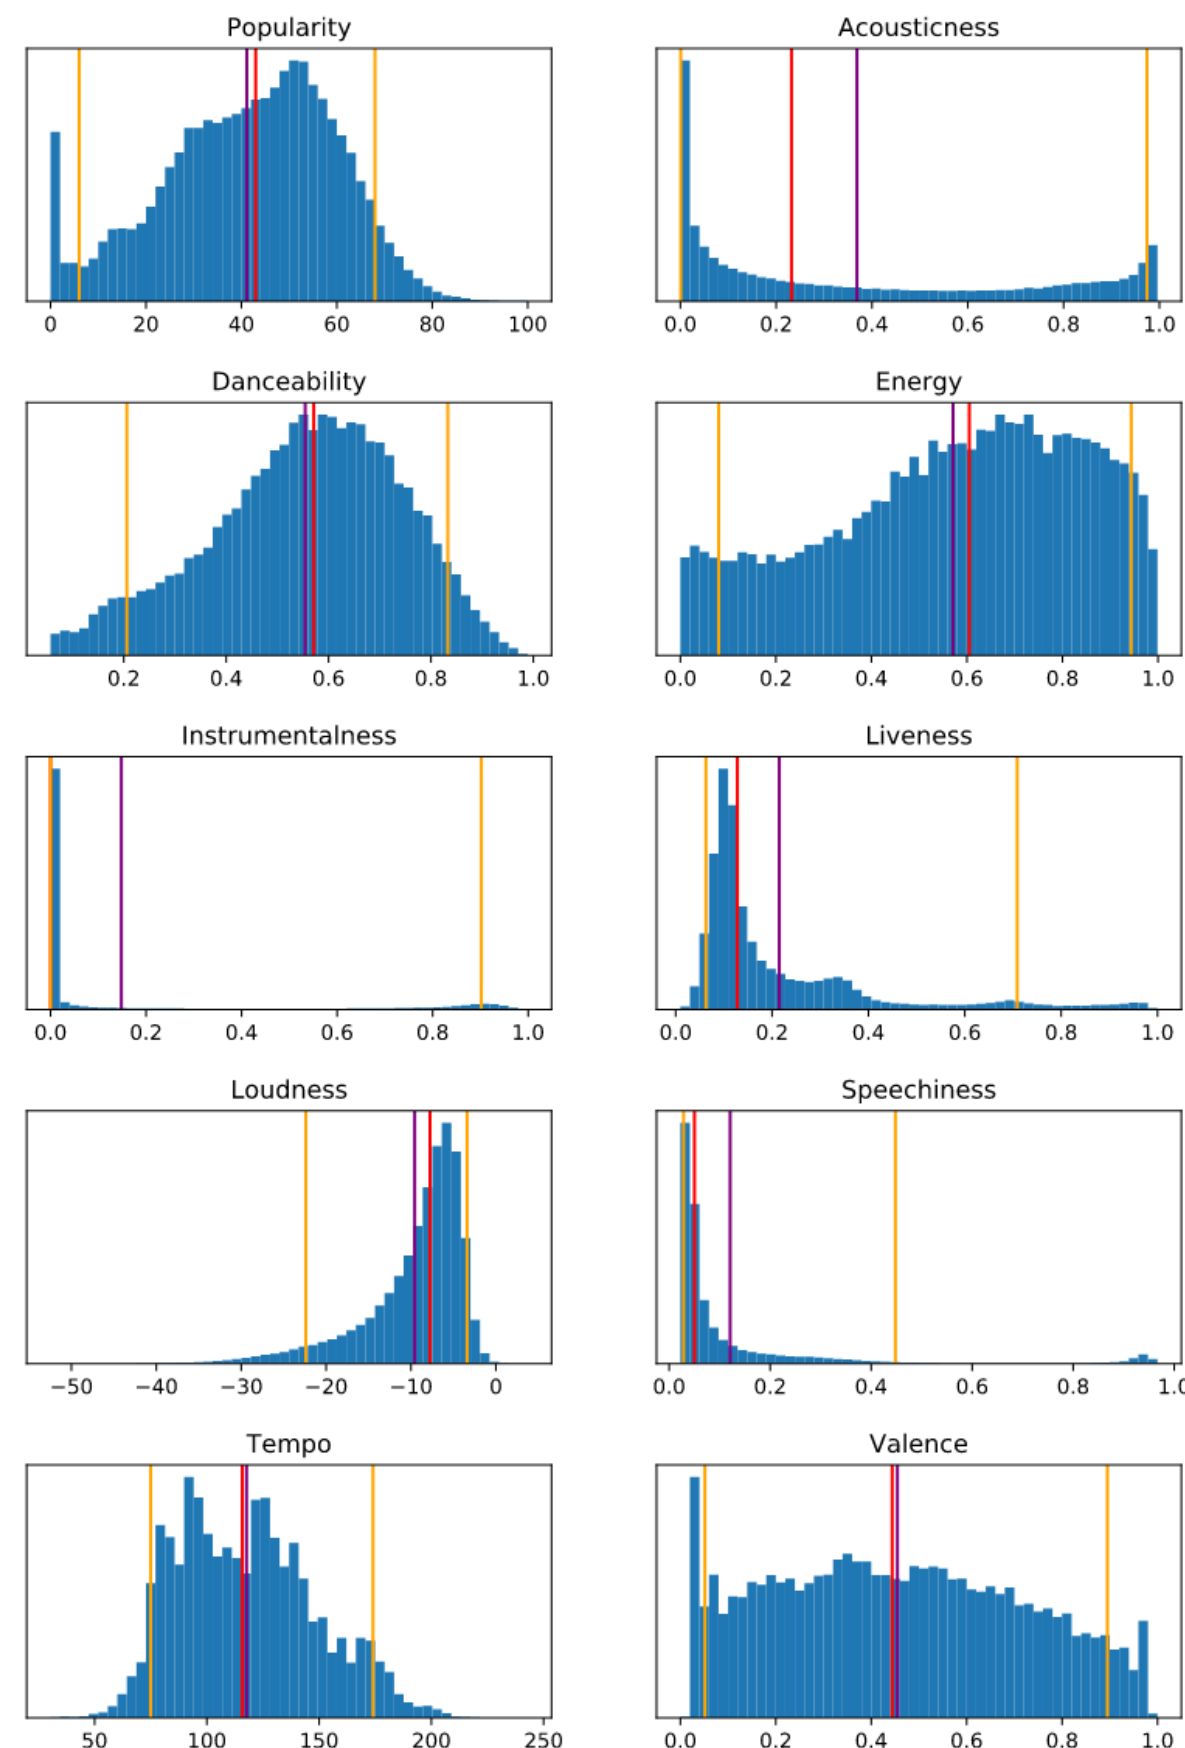 Popularity Acousticness
0 20 40 60 80 100 0.0 0.2 0.4 0.6 0.8 1.0
Danceability Energy
0.2 0.4 0.6 0.8 1.0 0.0 0.2 0.4 0.6 0.8 1.0
Instrumentalness Liveness
0.0 0.2 0.4 0.6 0.8 1.0 0.0 0.2 0.4 0.6 0.8 1.0
Loudness Speechiness
−50 −40 −30 −20 −10 0 0.0 0.2 0.4 0.6 0.8 1.0
Tempo Valence
50 100 150 200 250 0.0 0.2 0.4 0.6 0.8 1.0